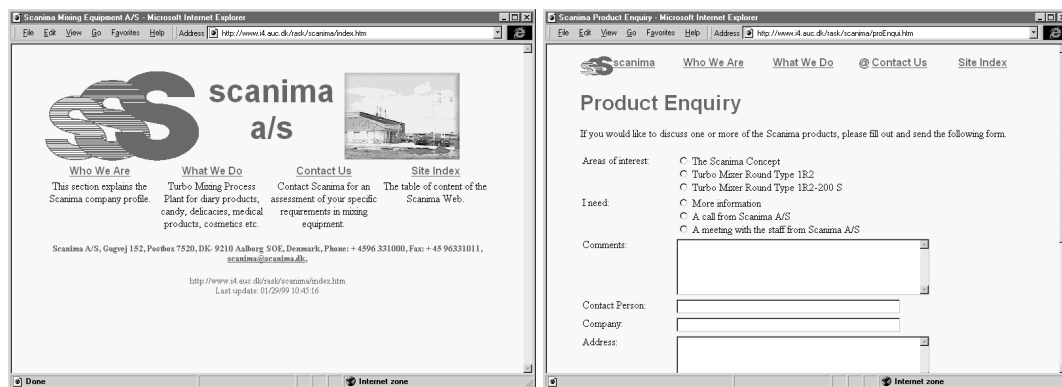 Scanima Mixing Equipment A/S - Microsoft Internet Explorer
File Edit View Go Favorites Help Address http://www.i4.auc.dk/rask/scanima/index.htm
scanima
a/s
Who We Are What We Do Contact Us Site Index
This section explains the Turbo Mixing Process Contact Scanima for an The table of content of the
Scanima company profile. Plant for diary products, assessment of your specific Scanima Web.
candy, delicacies, medical requrements in mixing
products, cosmetics etc. equipment.
Scanima A/S, Gugvej 152, Postbox 7520, DK- 9210 Aalborg SOE, Denmark, Phone: + 4596 331000, Fax: + 45 96331011,
scanima@scanima.dk,
http://www.i4.auc.dk/rask/scanima/index.htm
Last update: 01/29/99 10:45:16
Done Internet zone
Scanima Product Enquiry - Microsoft Internet Explorer
File Edit View Go Favorites Help Address http://www.i4.auc.dk/rask/scanima/proEnqui.htm
scanima Who We Are What We Do @ Contact Us Site Index
Product Enquiry
If you would like to discuss one or more of the Scanima products, please fill out and send the following form.
Areas of interest: The Scanima Concept
Turbo Mixer Round Type 1R2
Turbo Mixer Round Type 1R2-200 S
I need: More information
A call from Scanima A/S
A meeting with the staff from Scanima A/S
Comments:
Contact Person:
Company:
Address:
Internet zone